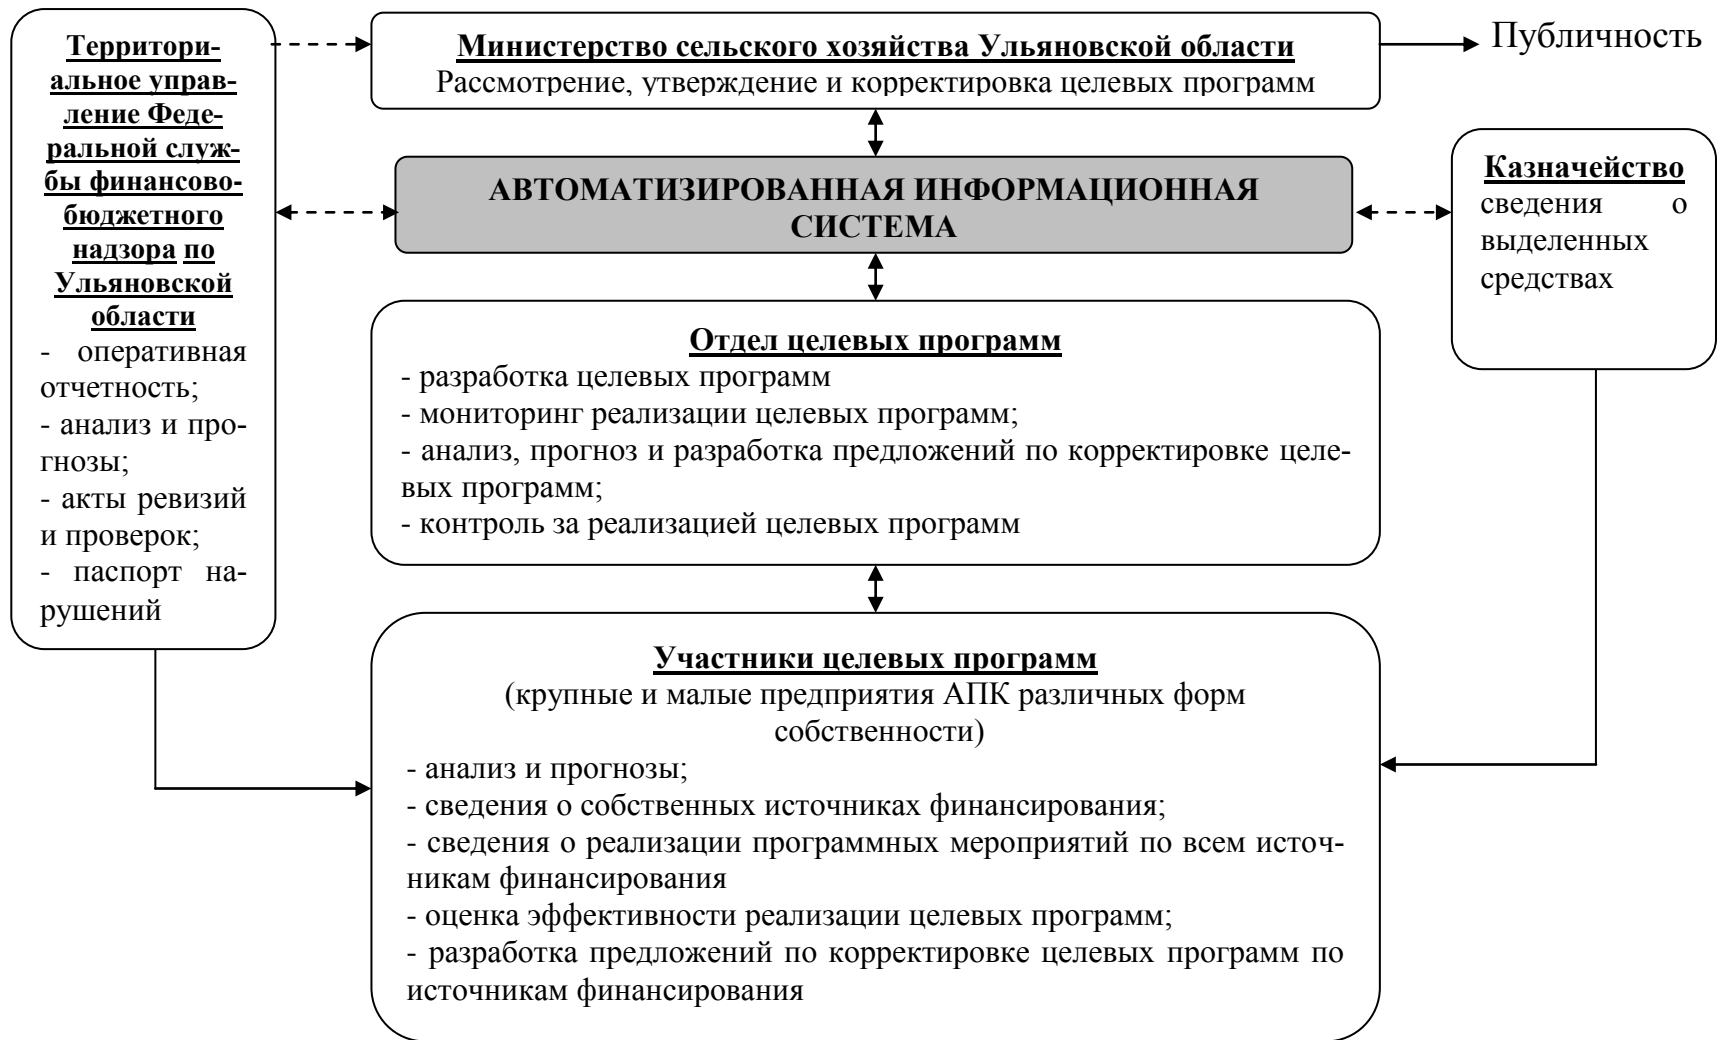 Территори-
альное управ-
ление Феде-
ральной служ-
бы финансово-
бюджетного
надзора по
Ульяновской
области
- оперативная
отчетность;
- анализ и про-
гнозы;
- акты ревизий
и проверок;
- паспорт на-
рушений
Министерство сельского хозяйства Ульяновской области
Рассмотрение, утверждение и корректировка целевых программ
Публичность
АВТОМАТИЗИРОВАННАЯ ИНФОРМАЦИОННАЯ
СИСТЕМА
Казначейство
сведения о
выделенных
средствах
Отдел целевых программ
- разработка целевых программ
- мониторинг реализации целевых программ;
- анализ, прогноз и разработка предложений по корректировке целе-
вых программ;
- контроль за реализацией целевых программ
Участники целевых программ
(крупные и малые предприятия АПК различных форм
собственности)
- анализ и прогнозы;
- сведения о собственных источниках финансирования;
- сведения о реализации программных мероприятий по всем источ-
никам финансирования
- оценка эффективности реализации целевых программ;
- разработка предложений по корректировке целевых программ по
источникам финансирования